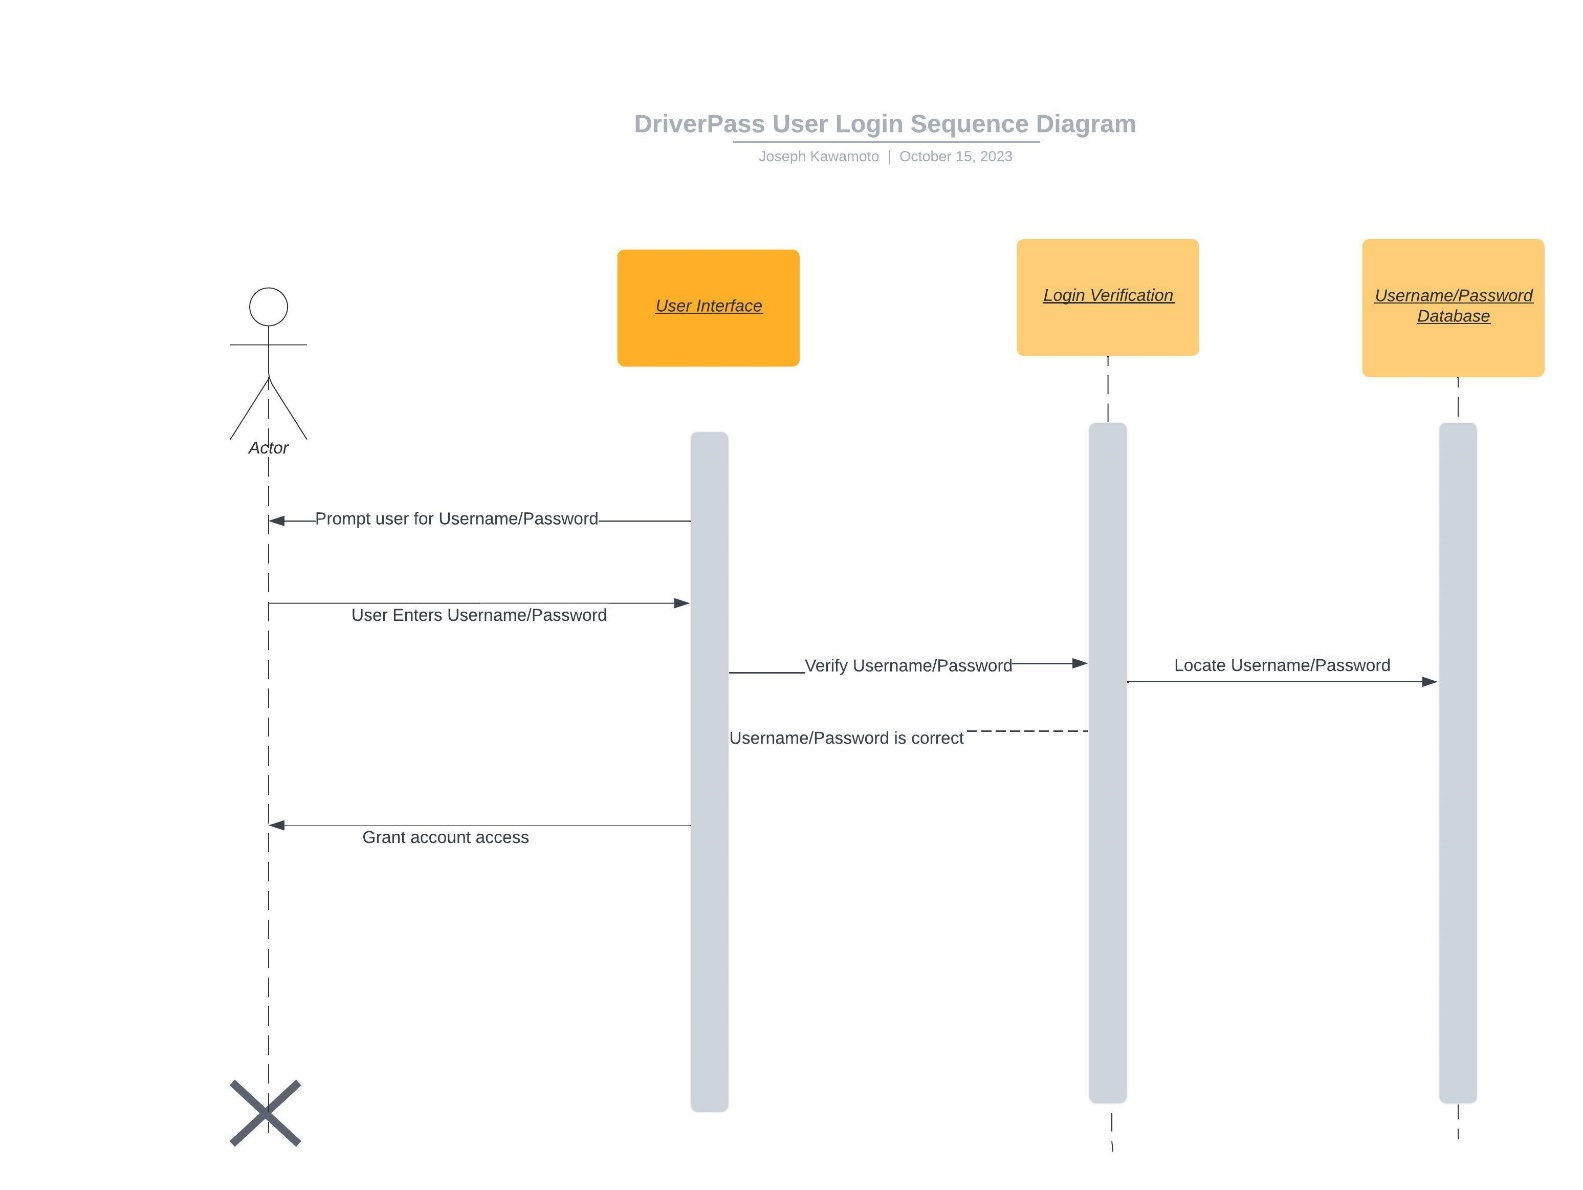 DriverPass User Login Sequence Diagram
Joseph Kawamoto | October 15, 2023
User Interface
Login Verification
Username/Password
Database
Actor
Prompt user for Username/Password
User Enters Username/Password
Verify Username/Password
Locate Username/Password
Username/Password is correct
Grant account access